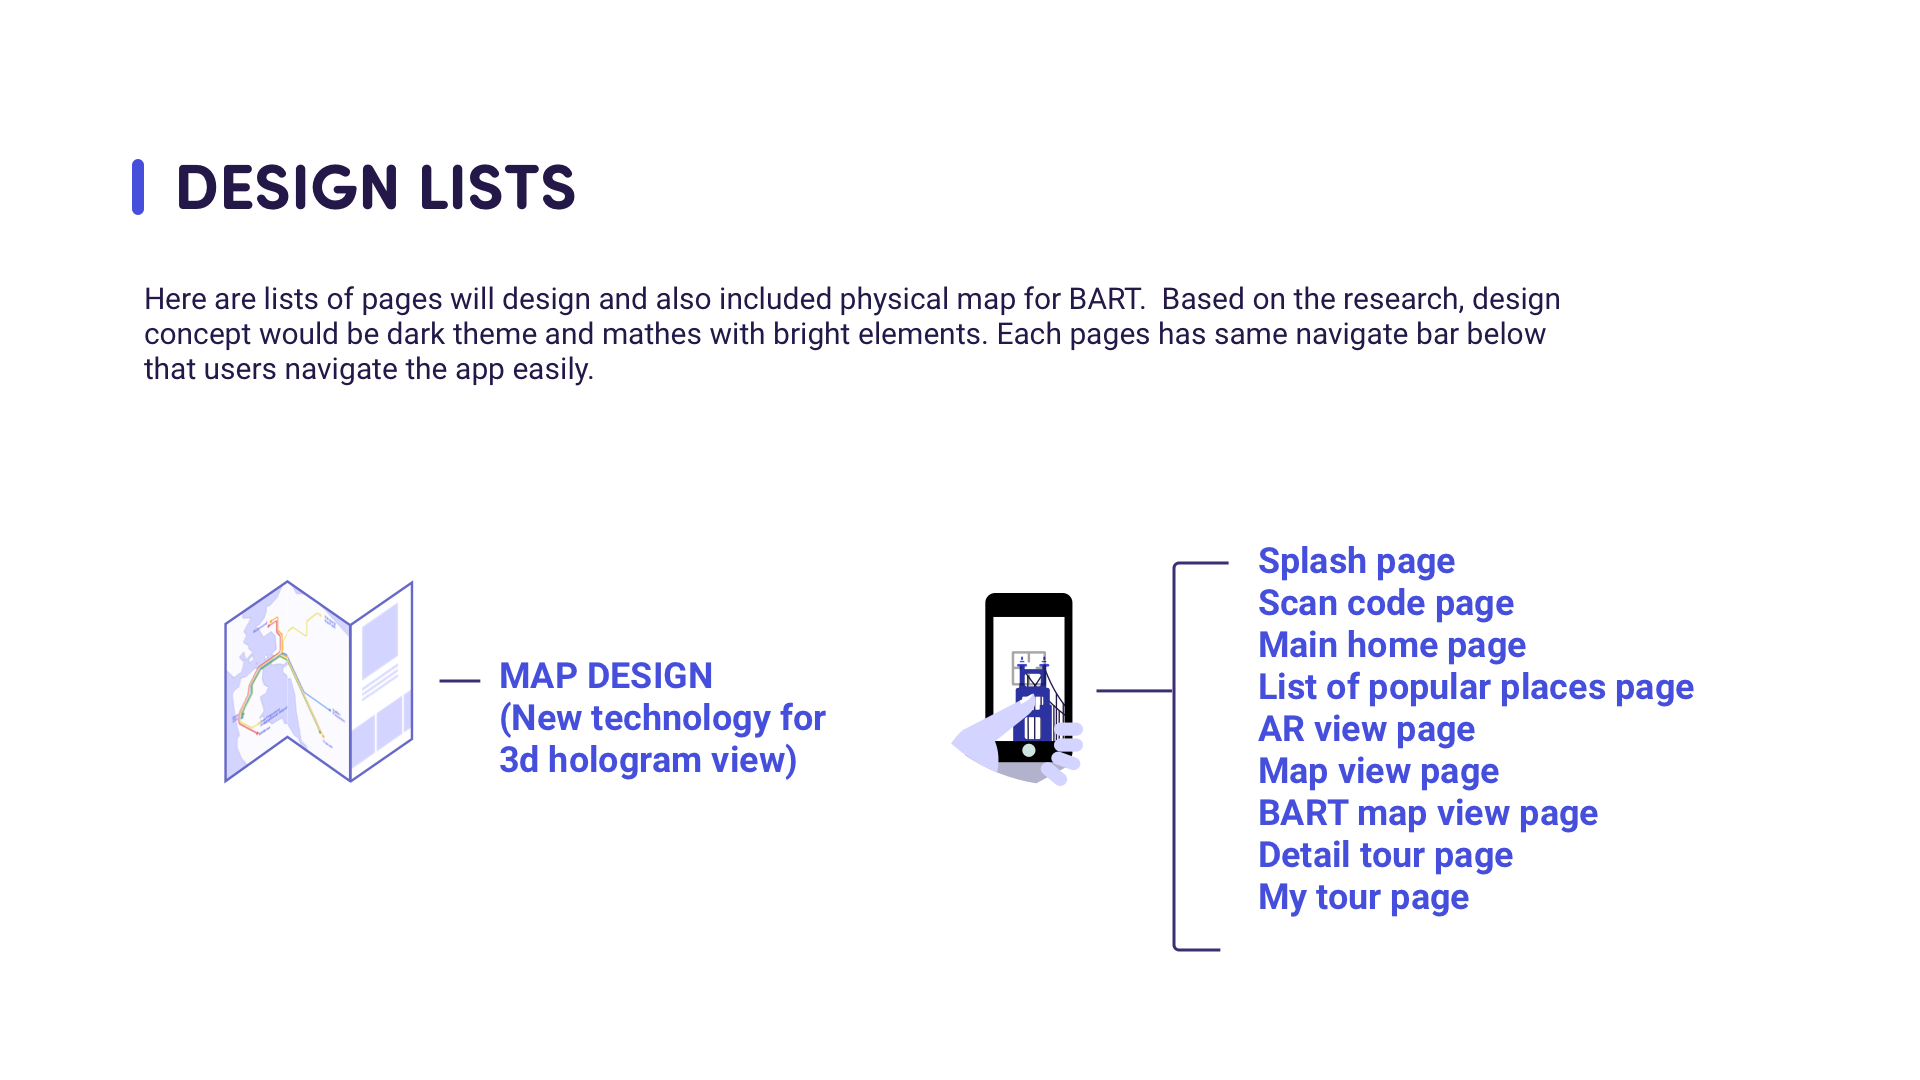 DESIGN LISTS
Here are lists of pages will design and also included physical map for BART.  Based on the research, design
concept would be dark theme and mathes with bright elements. Each pages has same navigate bar below
that users navigate the app easily.
MAP DESIGN
(New technology for
3d hologram view)
Splash page
Scan code page
Main home page
List of popular places page
AR view page
Map view page
BART map view page
Detail tour page
My tour page